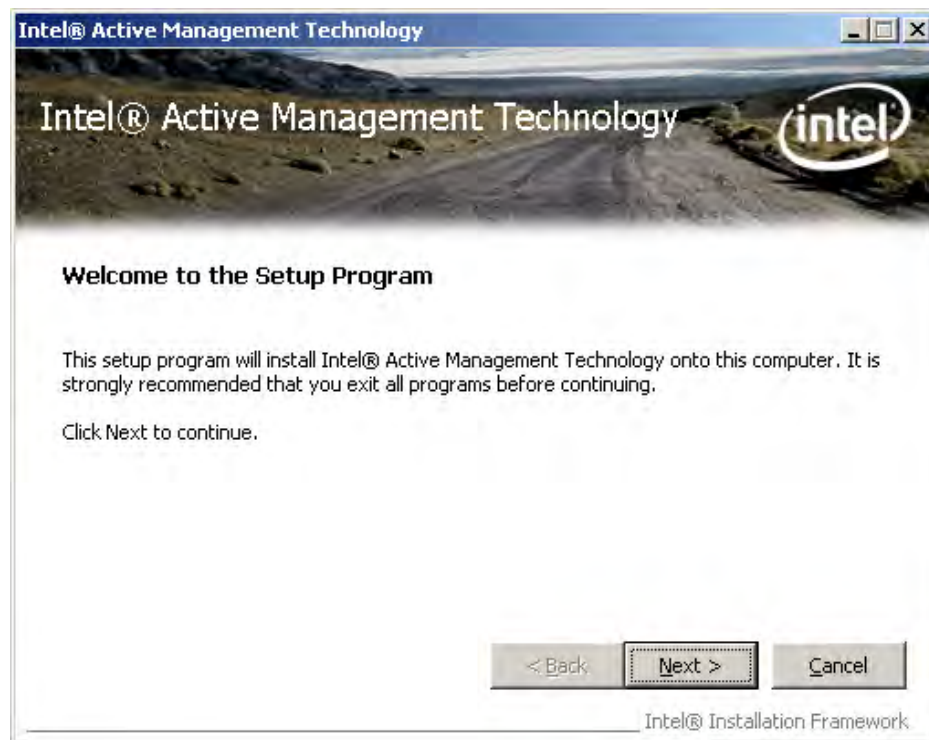 Intel® Active Management Technology
Intel® Active Management Technology
intel
Welcome to the Setup Program
This setup program will install Intel® Active Management Technology onto this computer. It is
strongly recommended that you exit all programs before continuing.
Click Next to continue.
< Back
Next >
Cancel
Intel® Installation Framework